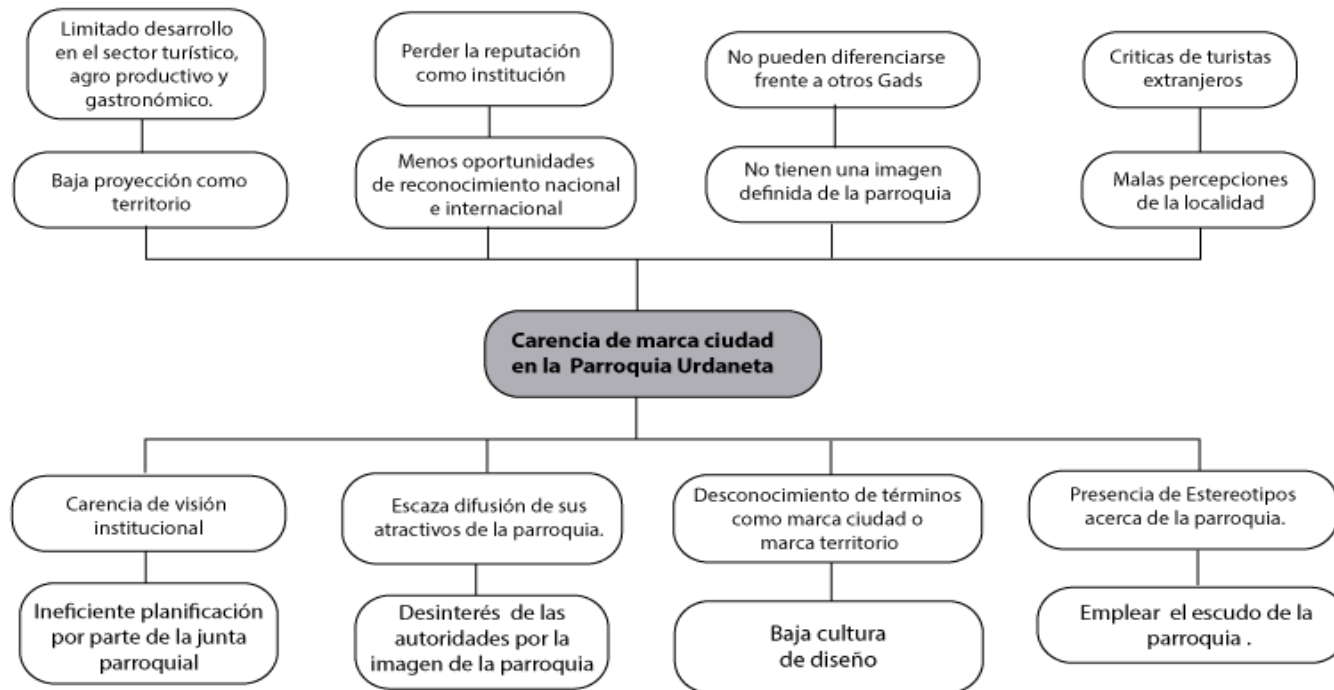 Limitado desarrollo
en el sector turístico,
agro productivo y
gastronómico.
Perder la reputación
como institución
No pueden diferenciarse
frente a otros Gads
Criticas de turistas
extranjeros
Baja proyección como
territorio
Menos oportunidades
de reconocimiento nacional
e internacional
No tienen una imagen
definida de la parroquia
Malas percepciones
de la localidad
Carencia de marca ciudad
en la Parroquia Urdaneta
Carencia de visión
institucional
Escaza difusión de sus
atractivos de la parroquia.
Desconocimiento de términos
como marca ciudad o
marca territorio
Presencia de Estereotipos
acerca de la parroquia.
Ineficiente planificación
por parte de la junta
parroquial
Desinterés de las
autoridades por la
imagen de la parroquia
Baja cultura
de diseño
Emplear el escudo de la
parroquia .